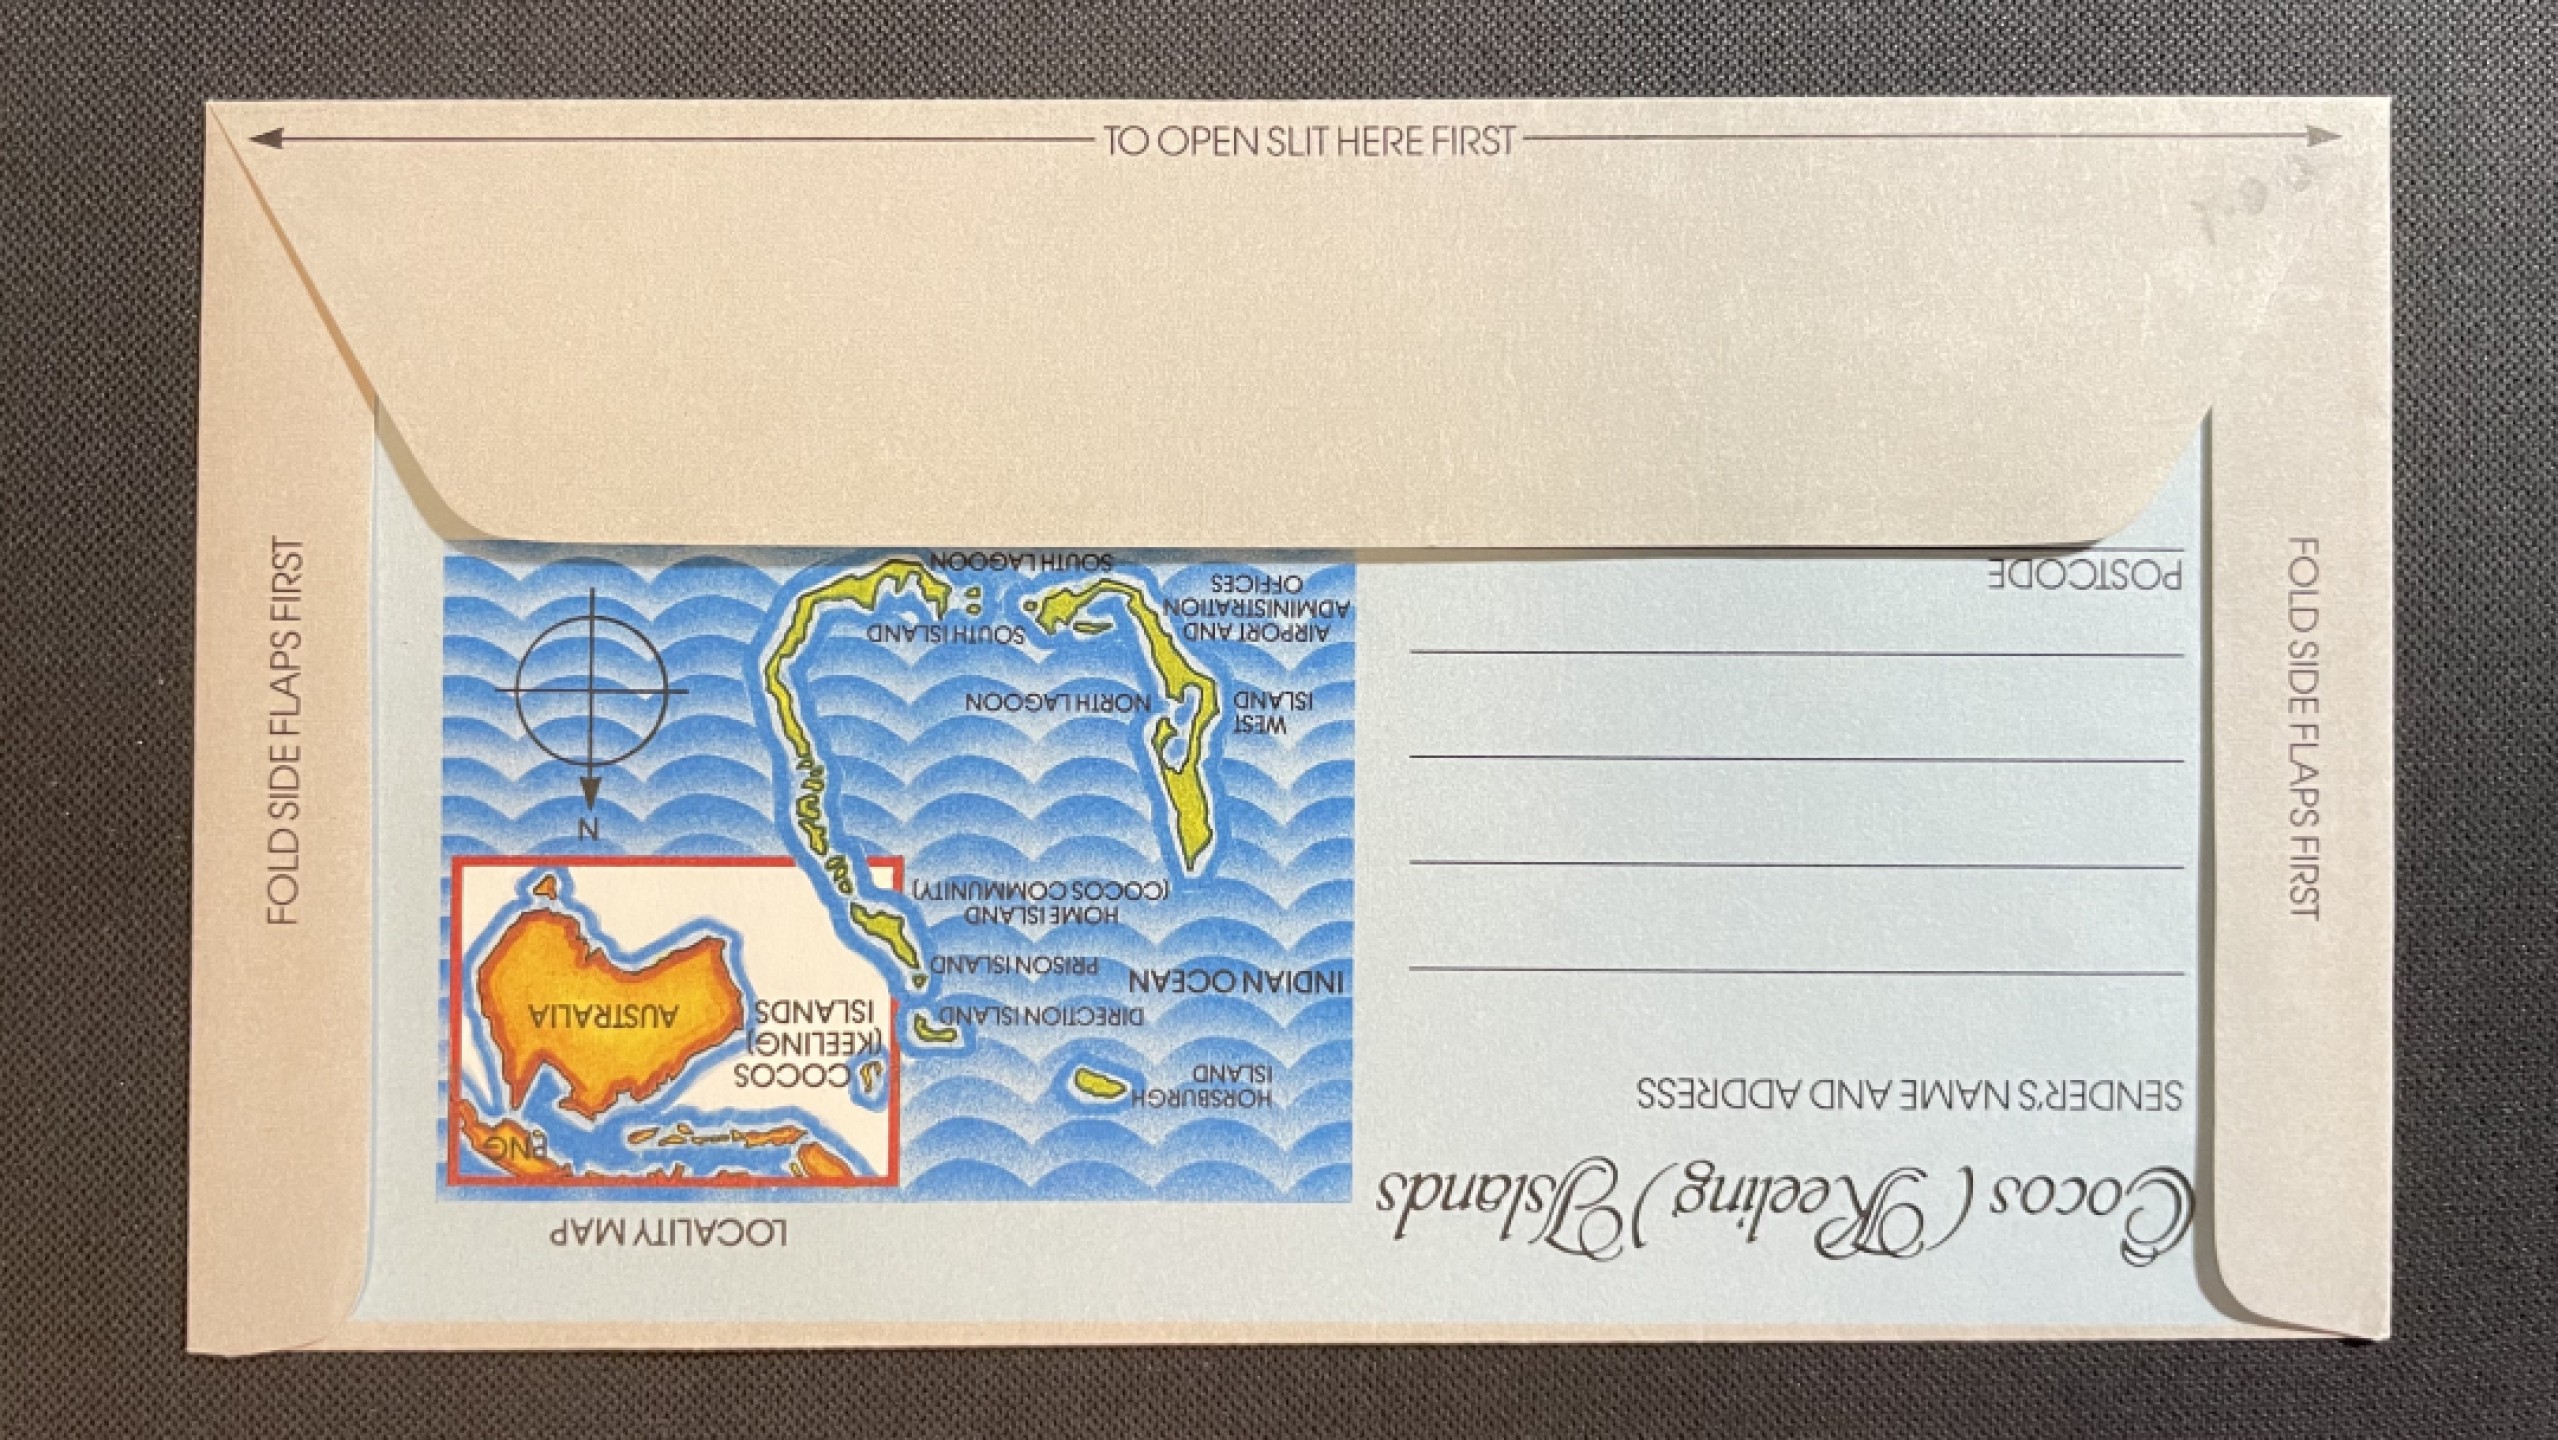 TO OPEN SLIT HERE FIRST
FOLD SIDE FLAPS FIRST
FOLD SIDE FLAPS FIRST
Cocos (Keeling) Islands
SENDER'S NAME AND ADDRESS
POSTCODE
LOCALITY MAP
PNG
COCOS
(KEELING)
ISLANDS
AUSTRALIA
N
HORSBURGH
ISLAND
DIRECTION ISLAND
INDIAN OCEAN
PRISON ISLAND
HOME ISLAND
(COCOS COMMUNITY)
WEST
ISLAND
NORTH LAGOON
AIRPORT AND
ADMINISTRATION
OFFICES
SOUTH ISLAND
SOUTH LAGOON